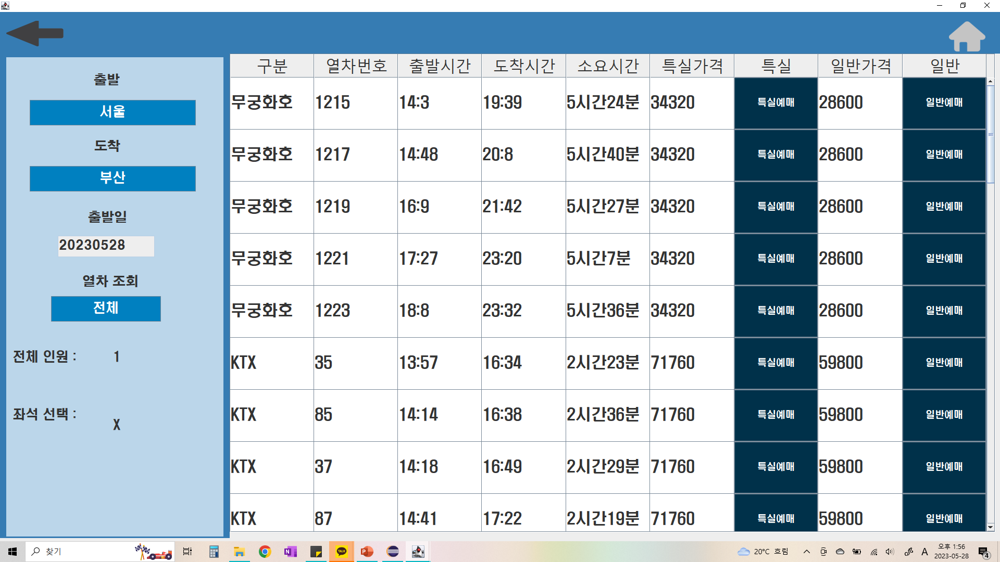 출발
서울
도착
부산
출발일
20230528
열차 조회
전체
전체 인원 : 1
좌석 선택 : X
구분 열차번호 출발시간 도착시간 소요시간 특실가격 특실 일반가격 일반
무궁화호 1215 14:3 19:39 5시간24분 34320 특실예매 28600 일반예매
무궁화호 1217 14:48 20:8 5시간40분 34320 특실예매 28600 일반예매
무궁화호 1219 16:9 21:42 5시간27분 34320 특실예매 28600 일반예매
무궁화호 1221 17:27 23:20 5시간7분 34320 특실예매 28600 일반예매
무궁화호 1223 18:8 23:32 5시간36분 34320 특실예매 28600 일반예매
KTX 35 13:57 16:34 2시간23분 71760 특실예매 59800 일반예매
KTX 85 14:14 16:38 2시간36분 71760 특실예매 59800 일반예매
KTX 37 14:18 16:49 2시간29분 71760 특실예매 59800 일반예매
KTX 87 14:41 17:22 2시간19분 71760 특실예매 59800 일반예매
찾기
N
TALK
P
20°C 흐림
A
오후 1:56
2023-05-28
4